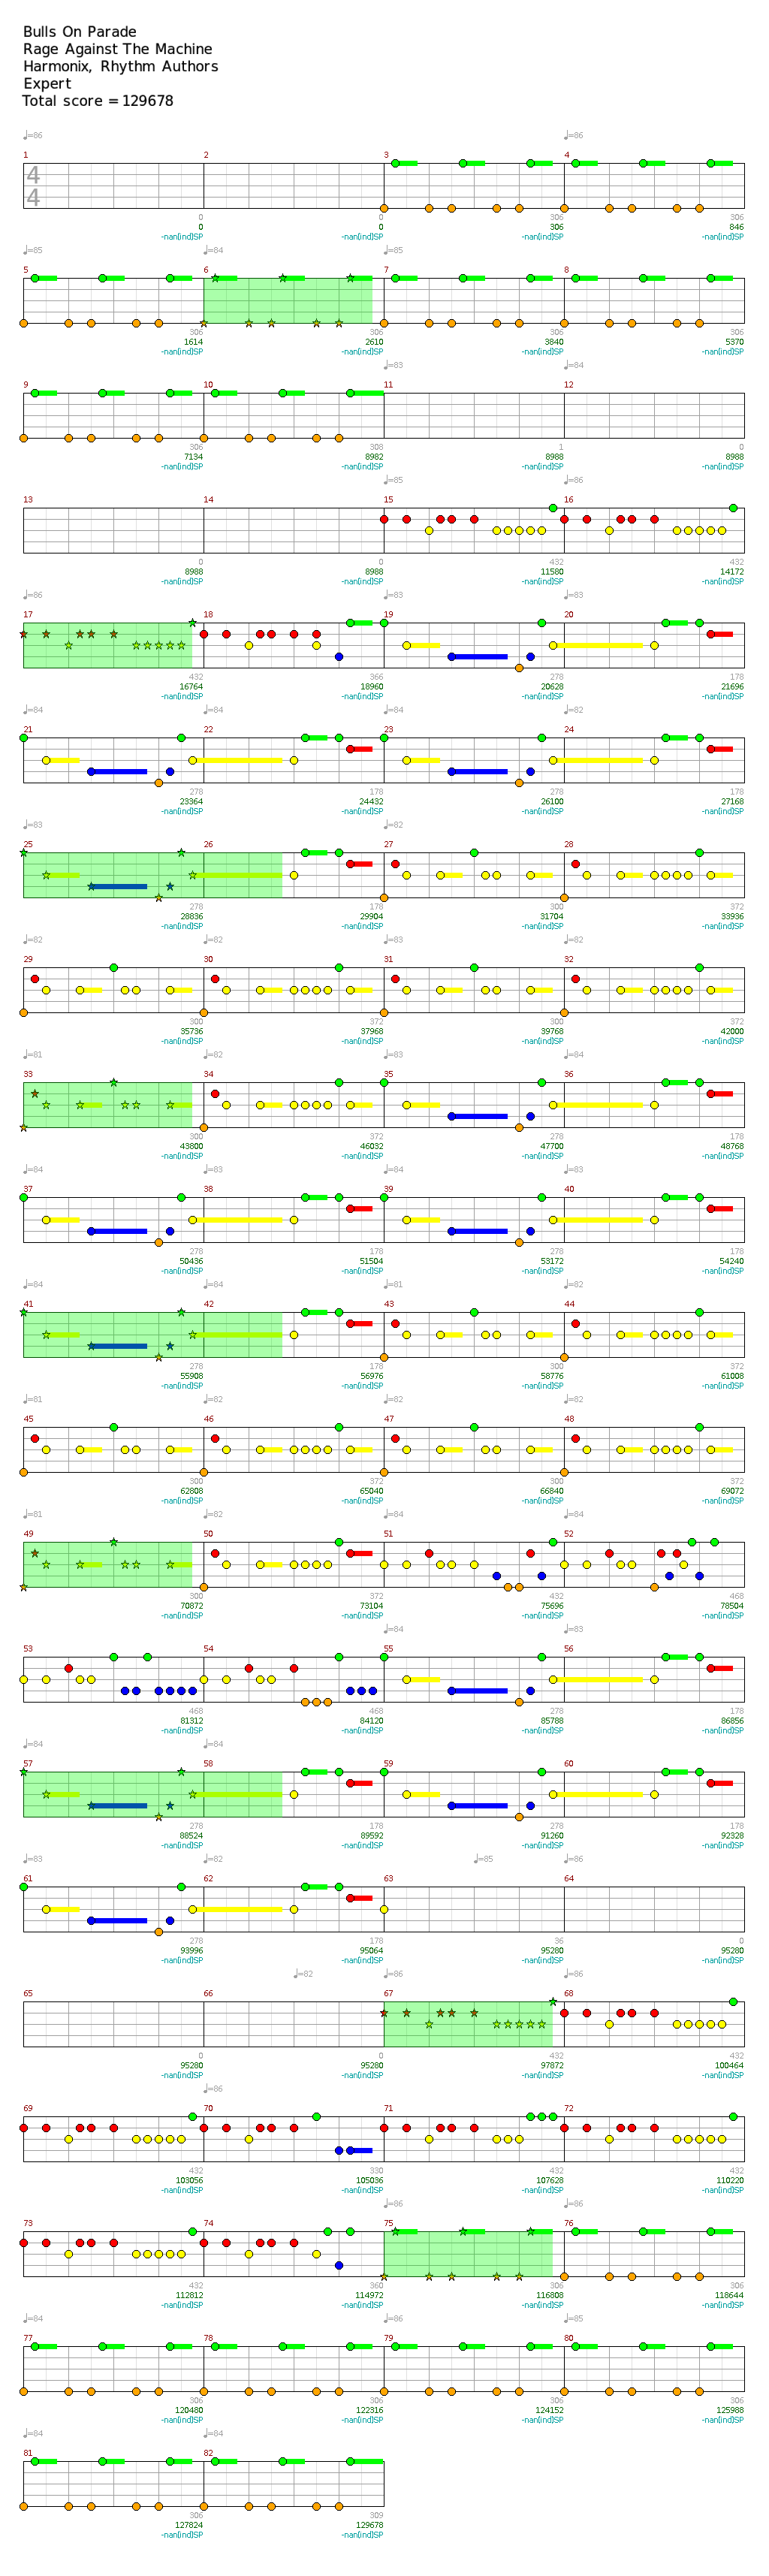 Bulls On Parade
Rage Against The Machine
Harmonix, Rhythm Authors
Expert
Total score = 129678
♩=86 ♩=86
1 2 3 4
4
4
0 0 306 306
0 0 306 846
-nan(ind)SP -nan(ind)SP -nan(ind)SP -nan(ind)SP
♩=85 ♩=84 ♩=85
5 6 7 8
306 306 306 306
1614 2610 3840 5370
-nan(ind)SP -nan(ind)SP -nan(ind)SP -nan(ind)SP
♩=83 ♩=84
9 10 11 12
306 308 1 0
7134 8982 8988 8988
-nan(ind)SP -nan(ind)SP -nan(ind)SP -nan(ind)SP
♩=85 ♩=86
13 14 15 16
0 0 432 432
8988 8988 11580 14172
-nan(ind)SP -nan(ind)SP -nan(ind)SP -nan(ind)SP
♩=86 ♩=83 ♩=83
17 18 19 20
432 366 278 178
16764 18960 20628 21696
-nan(ind)SP -nan(ind)SP -nan(ind)SP -nan(ind)SP
♩=84 ♩=84 ♩=84 ♩=82
21 22 23 24
278 178 278 178
23364 24432 26100 27168
-nan(ind)SP -nan(ind)SP -nan(ind)SP -nan(ind)SP
♩=83 ♩=82
25 26 27 28
278 178 300 372
28836 29904 31704 33936
-nan(ind)SP -nan(ind)SP -nan(ind)SP -nan(ind)SP
♩=82 ♩=82 ♩=83 ♩=82
29 30 31 32
300 372 300 372
35736 37968 39768 42000
-nan(ind)SP -nan(ind)SP -nan(ind)SP -nan(ind)SP
♩=81 ♩=82 ♩=83 ♩=84
33 34 35 36
300 372 278 178
43800 46032 47700 48768
-nan(ind)SP -nan(ind)SP -nan(ind)SP -nan(ind)SP
♩=84 ♩=83 ♩=84 ♩=83
37 38 39 40
278 178 278 178
50436 51504 53172 54240
-nan(ind)SP -nan(ind)SP -nan(ind)SP -nan(ind)SP
♩=84 ♩=84 ♩=81 ♩=82
41 42 43 44
278 178 300 372
55908 56976 58776 61008
-nan(ind)SP -nan(ind)SP -nan(ind)SP -nan(ind)SP
♩=81 ♩=82 ♩=82 ♩=82
45 46 47 48
300 372 300 372
62808 65040 66840 69072
-nan(ind)SP -nan(ind)SP -nan(ind)SP -nan(ind)SP
♩=81 ♩=82 ♩=84 ♩=84
49 50 51 52
300 372 432 468
70872 73104 75696 78504
-nan(ind)SP -nan(ind)SP -nan(ind)SP -nan(ind)SP
♩=84 ♩=83
53 54 55 56
468 468 278 178
81312 84120 85788 86856
-nan(ind)SP -nan(ind)SP -nan(ind)SP -nan(ind)SP
♩=84 ♩=84
57 58 59 60
278 178 278 178
88524 89592 91260 92328
-nan(ind)SP -nan(ind)SP -nan(ind)SP -nan(ind)SP
♩=83 ♩=82 ♩=85 ♩=86
61 62 63 64
278 178 36 0
93996 95064 95280 95280
-nan(ind)SP -nan(ind)SP -nan(ind)SP -nan(ind)SP
♩=82 ♩=86 ♩=86
65 66 67 68
0 0 432 432
95280 95280 97872 100464
-nan(ind)SP -nan(ind)SP -nan(ind)SP -nan(ind)SP
♩=86
69 70 71 72
432 330 432 432
103056 105036 107628 110220
-nan(ind)SP -nan(ind)SP -nan(ind)SP -nan(ind)SP
♩=86 ♩=86
73 74 75 76
432 360 306 306
112812 114972 116808 118644
-nan(ind)SP -nan(ind)SP -nan(ind)SP -nan(ind)SP
♩=84 ♩=86 ♩=85
77 78 79 80
306 306 306 306
120480 122316 124152 125988
-nan(ind)SP -nan(ind)SP -nan(ind)SP -nan(ind)SP
♩=84 ♩=84
81 82
306 309
127824 129678
-nan(ind)SP -nan(ind)SP